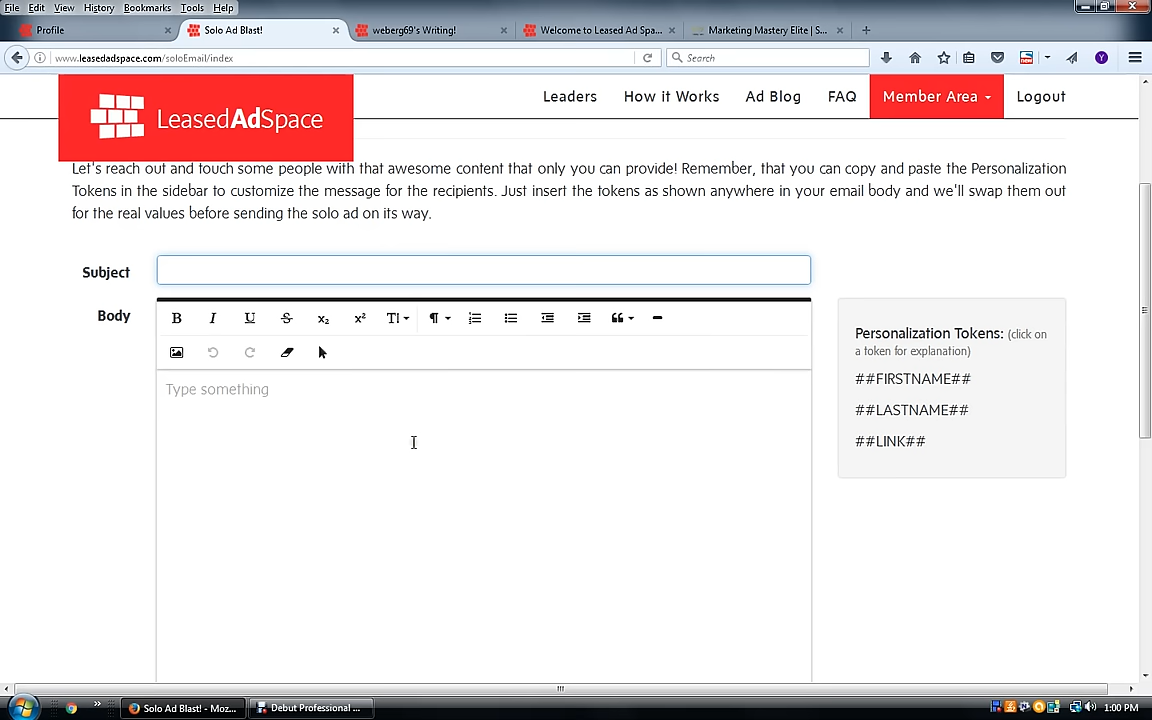 File Edit View History Bookmarks Tools Help
Profile
Solo Ad Blast!
weberg69's Writing!
Welcome to Leased Ad Spa...
Marketing Mastery Elite | S...
www.leasedadspace.com/soloEmail/index
Search
LeasedAdSpace
Leaders How it Works Ad Blog FAQ Member Area Logout
Let's reach out and touch some people with that awesome content that only you can provide! Remember, that you can copy and paste the Personalization
Tokens in the sidebar to customize the message for the recipients. Just insert the tokens as shown anywhere in your email body and we'll swap them out
for the real values before sending the solo ad on its way.
Subject
Body
Type something
Personalization Tokens: (click on
a token for explanation)
##FIRSTNAME##
##LASTNAME##
##LINK##
Solo Ad Blast! - Moz...
Debut Professional ...
1:00 PM